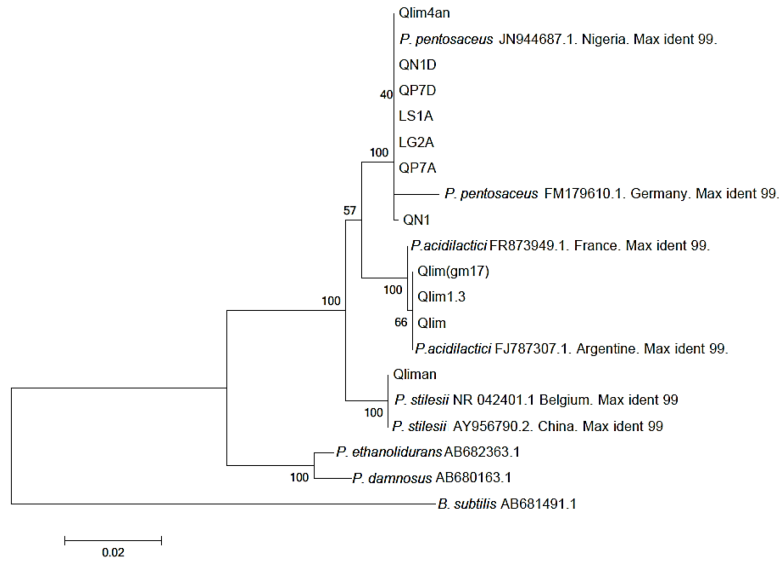 Qlim4an
P. pentosaceus JN944687.1. Nigeria. Max ident 99.
QN1D
QP7D
40
LS1A
LG2A
100
QP7A
P. pentosaceus FM179610.1. Germany. Max ident 99.
57
QN1
P.acidilactici FR873949.1. France. Max ident 99.
Qlim(gm17)
100
Qlim1.3
100
66
Qlim
P.acidilactici FJ787307.1. Argentine. Max ident 99.
Qliman
P. stilesii NR 042401.1 Belgium. Max ident 99
100
P. stilesii AY956790.2. China. Max ident 99
P. ethanolidurans AB682363.1
100
P. damnosus AB680163.1
B. subtilis AB681491.1
0.02